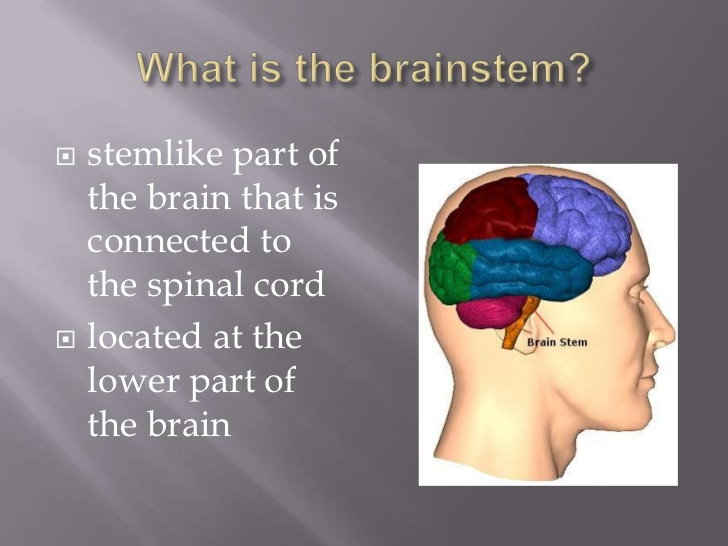 What is the brainstem?
stemlike part of
the brain that is
connected to
the spinal cord
located at the
lower part of
the brain
Brain Stem